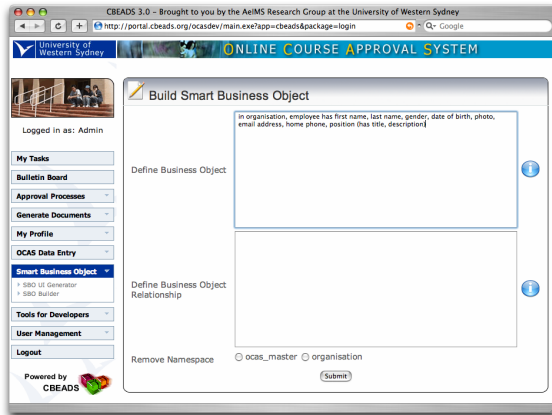 CBEADS 3.0 - Brought to you by the AeIMS Research Group at the University of Western Sydney
http://portal.cbeads.org/ocasdev/main.exe?app=cbeads&package=login
Google
University of
Western Sydney
ONLINE COURSE APPROVAL SYSTEM
Logged in as: Admin
My Tasks
Bulletin Board
Approval Processes
Generate Documents
My Profile
OCAS Data Entry
Smart Business Object
SBO UI Generator
SBO Builder
Tools for Developers
User Management
Logout
Powered by
CBEADS
Build Smart Business Object
Define Business Object
in organisation, employee has first name, last name, gender, date of birth, photo,
email address, home phone, position (has title, description)
Define Business Object
Relationship
Remove Namespace
ocas_master
organisation
Submit